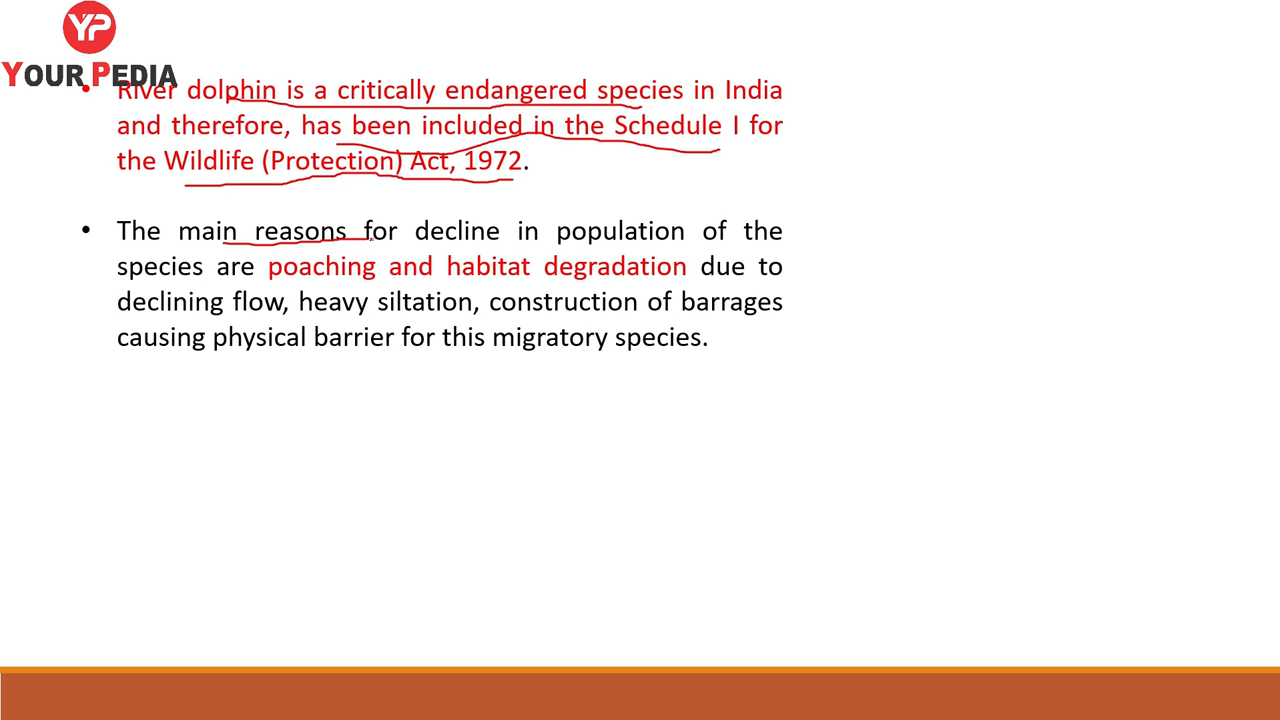 YP
YOUR PEDIA
• River dolphin is a critically endangered species in India
and therefore, has been included in the Schedule I for
the Wildlife (Protection) Act, 1972.
• The main reasons for decline in population of the
species are poaching and habitat degradation due to
declining flow, heavy siltation, construction of barrages
causing physical barrier for this migratory species.